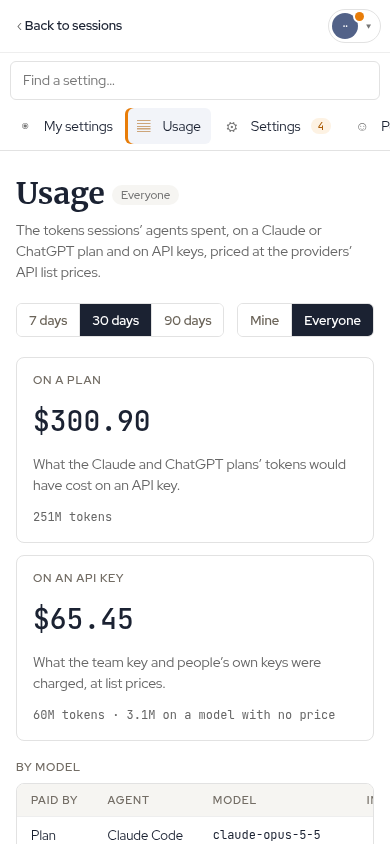 ‹ Back to sessions
Find a setting...
My settings
Usage
Settings 4
P
Usage Everyone
The tokens sessions’ agents spent, on a Claude or
ChatGPT plan and on API keys, priced at the providers’
API list prices.
7 days 30 days 90 days Mine Everyone
ON A PLAN
$300.90
What the Claude and ChatGPT plans’ tokens would
have cost on an API key.
251M tokens
ON AN API KEY
$65.45
What the team key and people’s own keys were
charged, at list prices.
60M tokens · 3.1M on a model with no price
BY MODEL
PAID BY AGENT MODEL
Plan Claude Code claude-opus-5-5